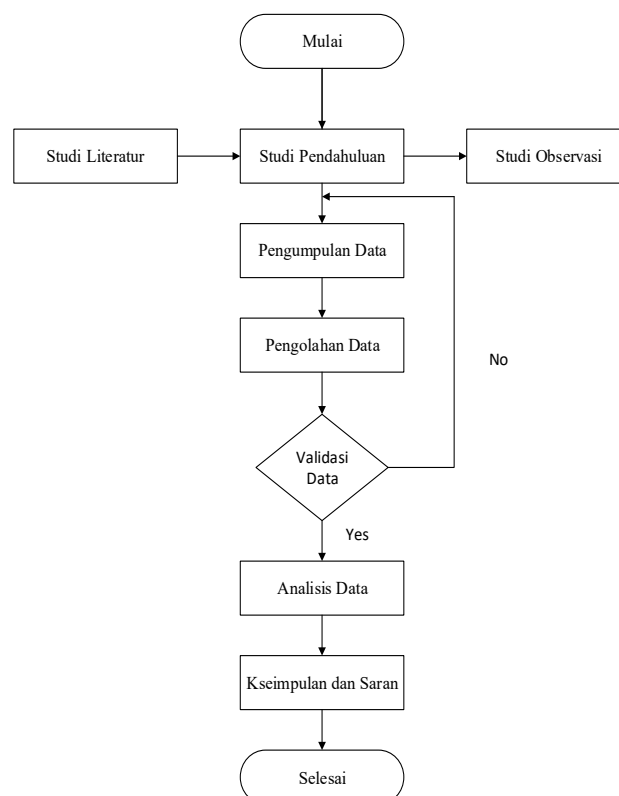 Mulai
Studi Literatur
Studi Pendahuluan
Studi Observasi
Pengumpulan Data
Pengolahan Data
No
Validasi
Data
Yes
Analisis Data
Kseimpulan dan Saran
Selesai